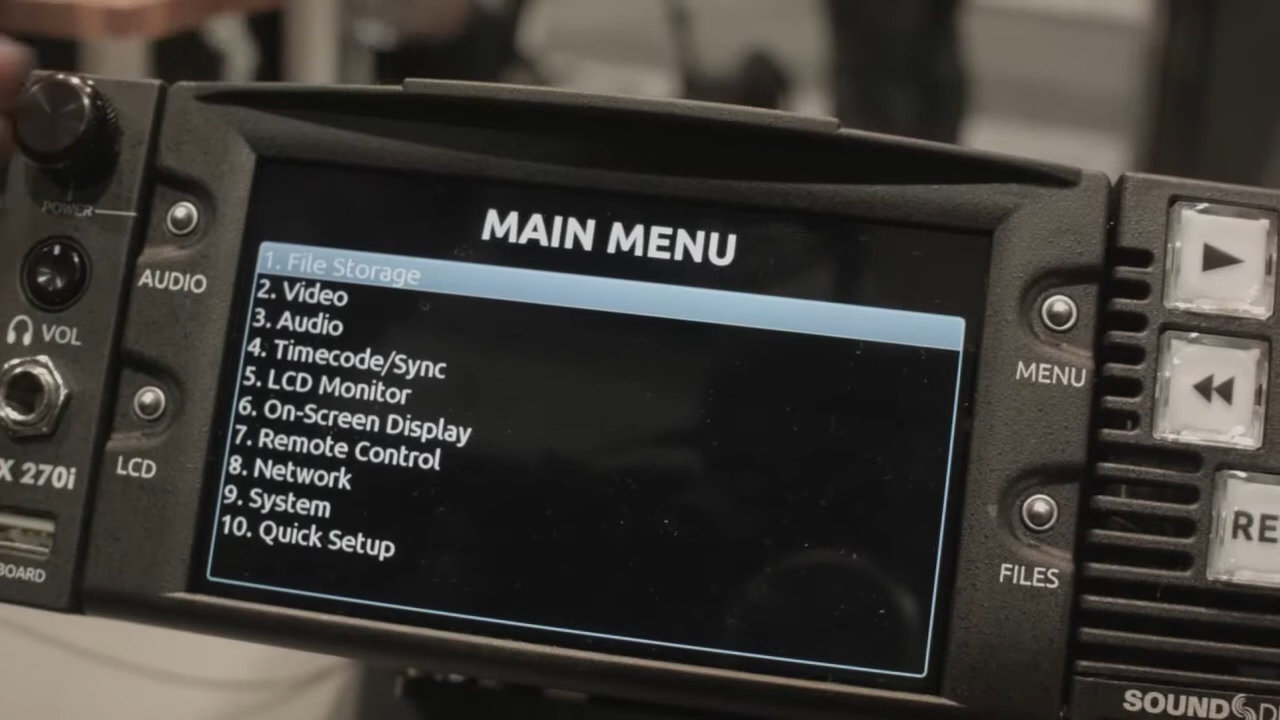 POWER
AUDIO
VOL
LCD
X 270i
BOARD
MAIN MENU
1. File Storage
2. Video
3. Audio
4. Timecode/Sync
5. LCD Monitor
6. On-Screen Display
7. Remote Control
8. Network
9. System
10. Quick Setup
MENU
FILES
RE
SOUND D